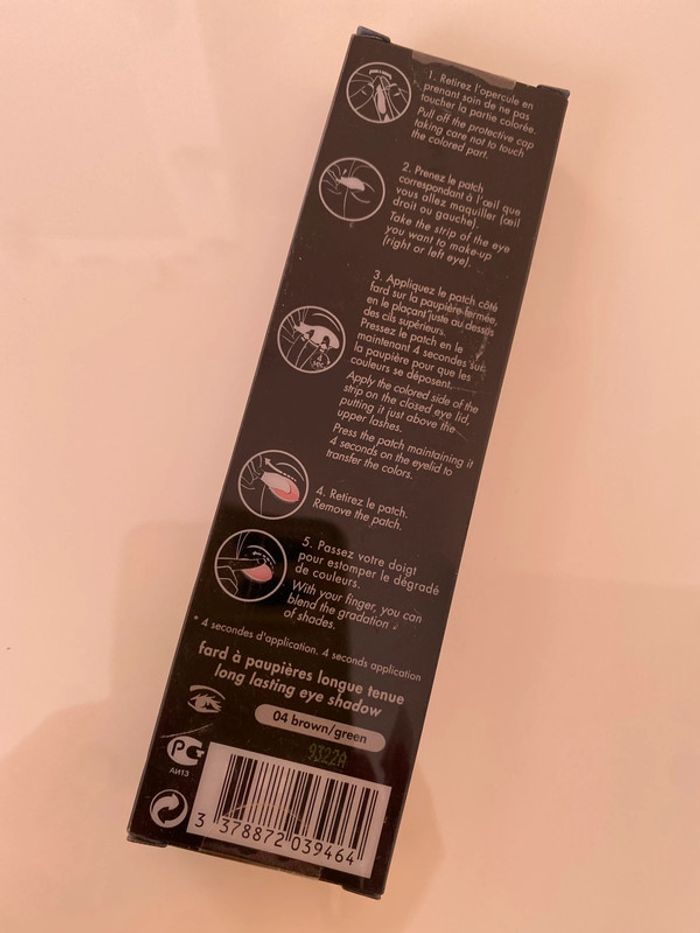 1. Retirez l'opercule en
prenant soin de ne pas
toucher la partie colorée.
Pull off the protective cap
taking care not to touch
the colored part.
2. Prenez le patch
correspondant à l'œil que
vous allez maquiller (œil
droit ou gauche).
Take the strip of the eye
you want to make-up
(right or left eye).
3. Appliquez le patch côté
fard sur la paupière fermée,
en le plaçant juste au dessus
des cils supérieurs.
Pressez le patch en le
maintenant 4 secondes sur
la paupière pour que les
couleurs se déposent.
Apply the colored side of the
strip on the closed eye lid,
putting it just above the
upper lashes.
Press the patch maintaining it
4 seconds on the eyelid to
transfer the colors.
4
sec
4. Retirez le patch.
Remove the patch.
5. Passez votre doigt
pour estomper le dégradé
de couleurs.
With your finger, you can
blend the gradation
of shades.
* 4 secondes d'application. 4 seconds application
fard à paupières longue tenue
long lasting eye shadow
04 brown/green
9322A
АИ13
3 378872 039464